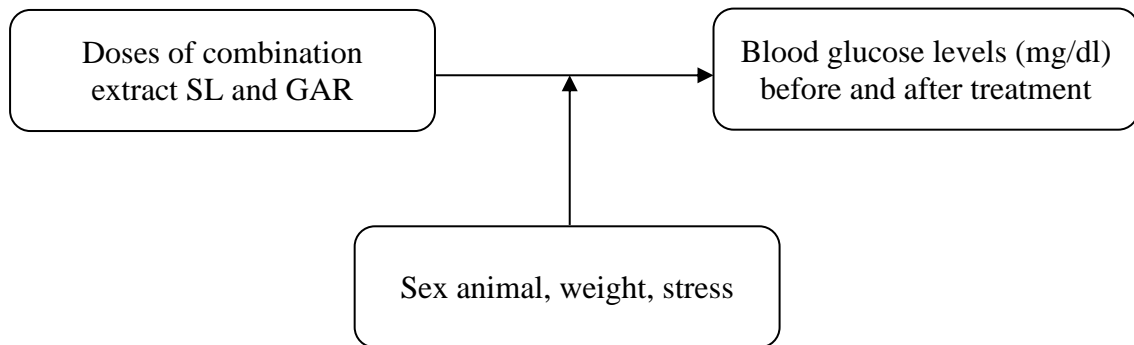 Doses of combination
extract SL and GAR
Blood glucose levels (mg/dl)
before and after treatment
Sex animal, weight, stress